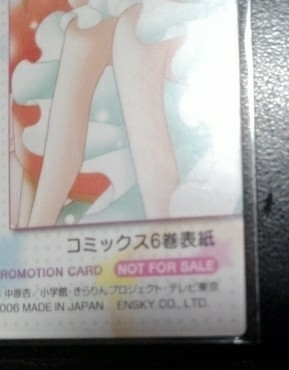 コミックス6巻表紙
PROMOTION CARD NOT FOR SALE
中原杏/小学館・きらりんプロジェクト・テレビ東京
2006 MADE IN JAPAN ENSKY CO., LTD.